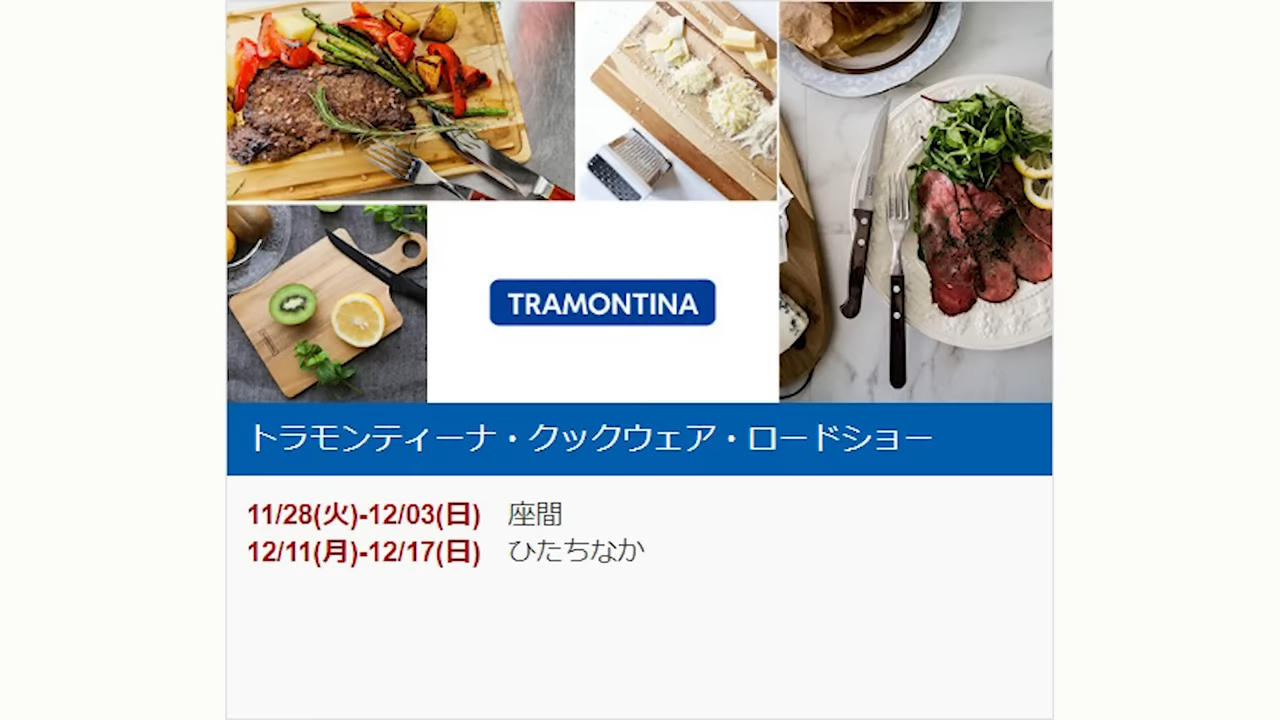 TRAMONTINA
トラモンティーナ・クックウェア・ロードショー
11/28(火)-12/03(日) 座間
12/11(月)-12/17(日) ひたちなか